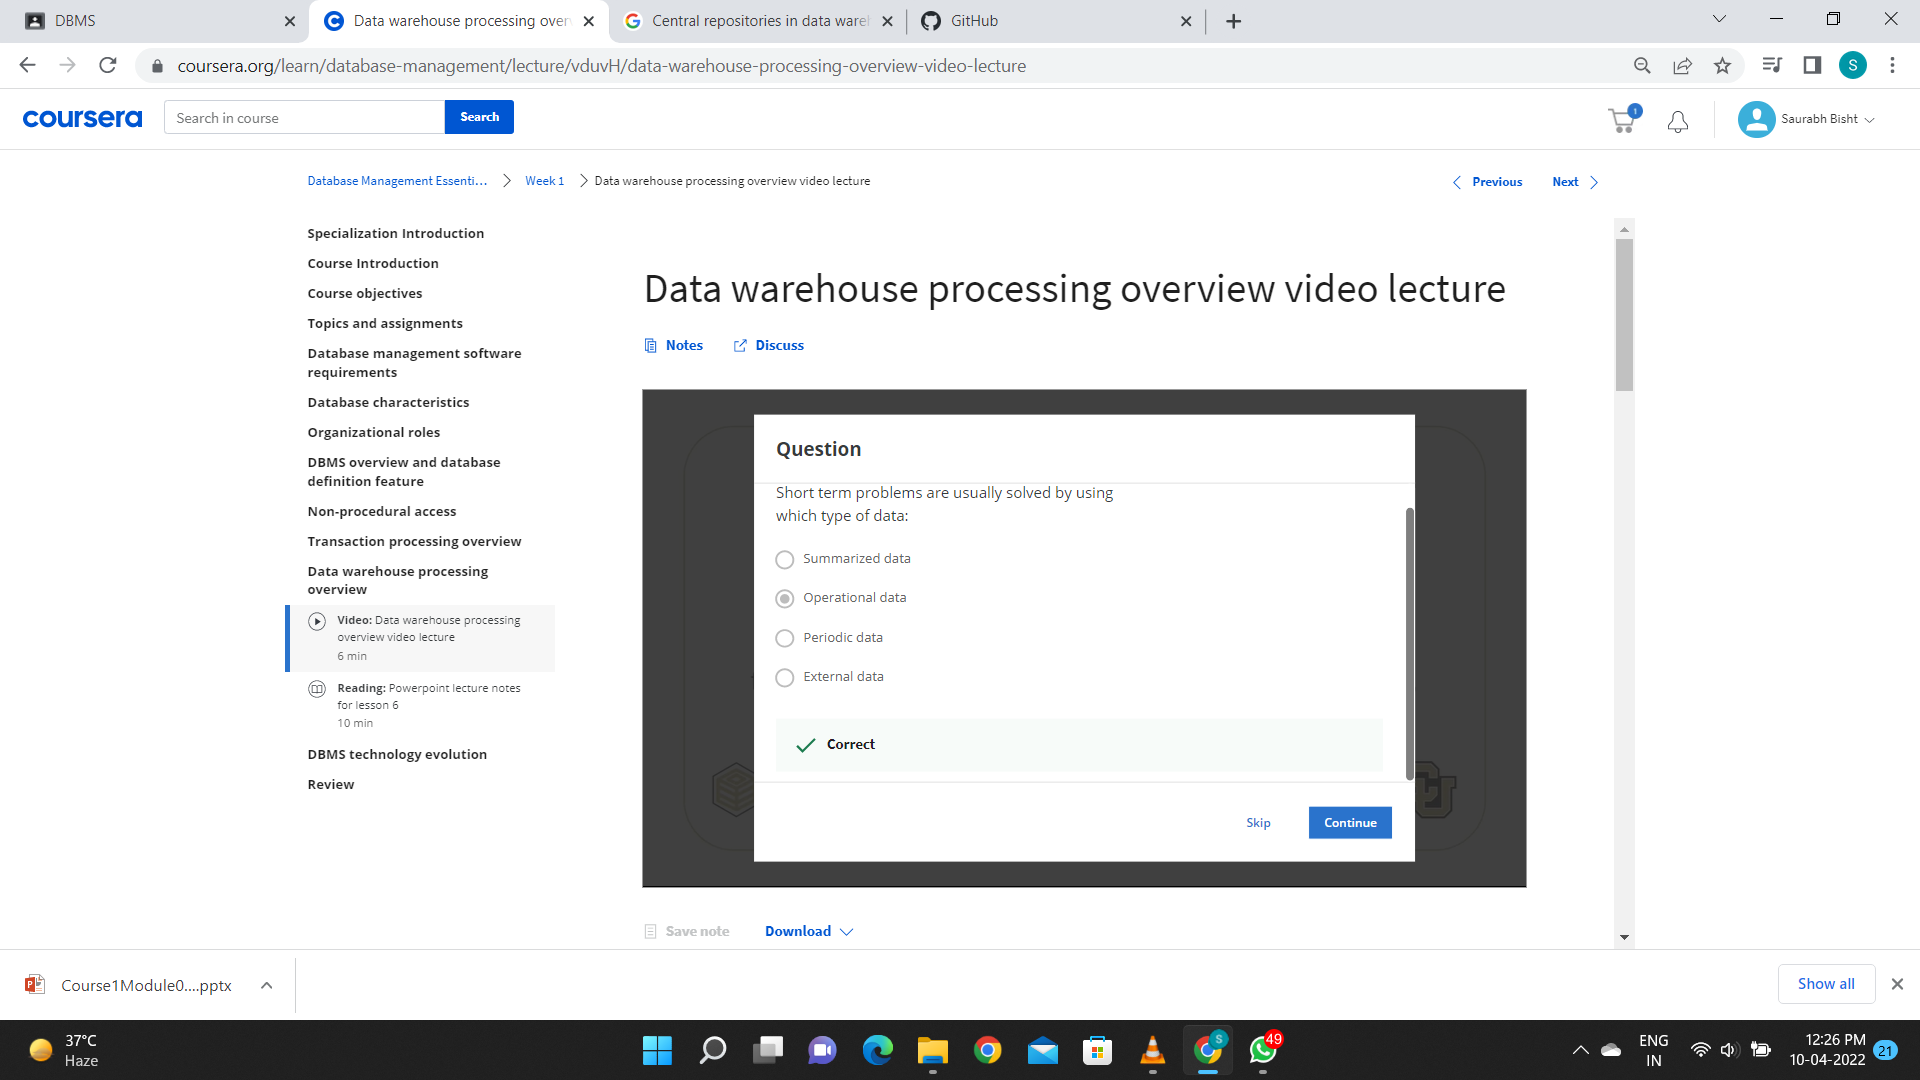 DBMS
Data warehouse processing over
Central repositories in data ware
GitHub
coursera.org/learn/database-management/lecture/vduvH/data-warehouse-processing-overview-video-lecture
S
coursera
Search in course
Search
1
Saurabh Bisht
Database Management Essenti...
Week 1
Data warehouse processing overview video lecture
Previous
Next
Specialization Introduction
Course Introduction
Course objectives
Topics and assignments
Database management software
requirements
Database characteristics
Organizational roles
DBMS overview and database
definition feature
Non-procedural access
Transaction processing overview
Data warehouse processing
overview
Video: Data warehouse processing
overview video lecture
6 min
Reading: Powerpoint lecture notes
for lesson 6
10 min
DBMS technology evolution
Review
Data warehouse processing overview video lecture
Notes
Discuss
Question
Short term problems are usually solved by using
which type of data:
Summarized data
Operational data
Periodic data
External data
Correct
Skip
Continue
Save note
Download
Course1Module0....pptx
Show all
37°C
Haze
S
49
ENG
IN
12:26 PM
10-04-2022
21